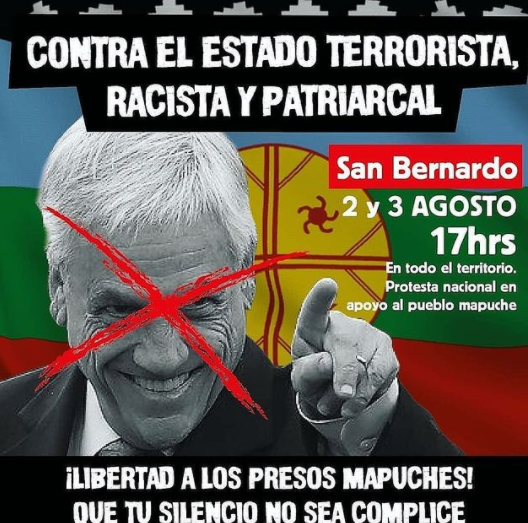 CONTRA EL ESTADO TERRORISTA,
RACISTA Y PATRIARCAL
San Bernardo
2 y 3 AGOSTO
17hrs
En todo el territorio.
Protesta nacional en
apoyo al pueblo mapuche
¡LIBERTAD A LOS PRESOS MAPUCHES!
QUE TU SILENCIO NO SEA COMPLICE